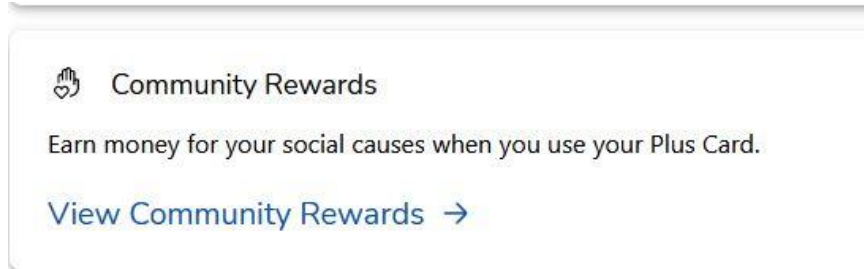 Community Rewards
Earn money for your social causes when you use your Plus Card.
View Community Rewards →